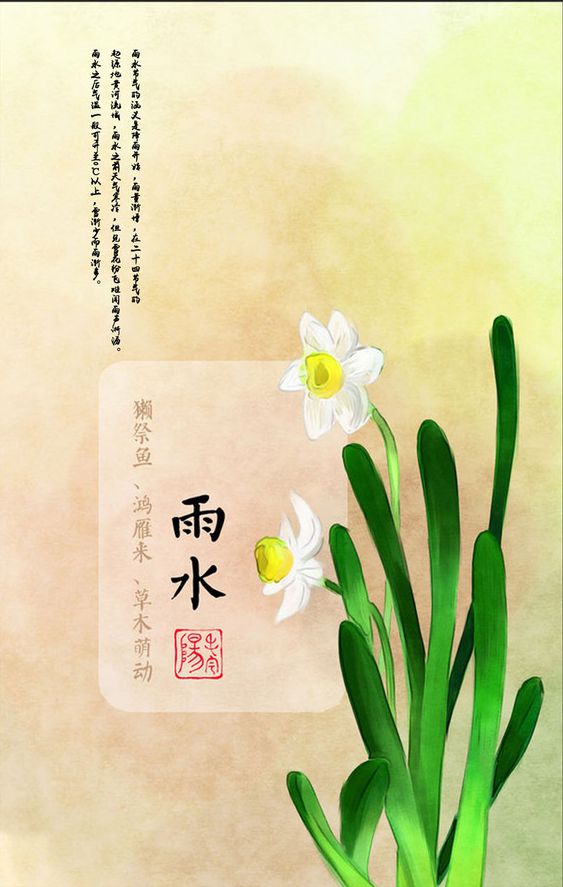 雨水节气的涵义是降雨开始，雨量渐增，在二十四节气的
起源地黄河流域，雨水之前天气寒冷，但见雪花纷飞难闻雨声淅沥。
雨水之后气温一般可升至0℃以上，雪渐少而雨渐多。
雨水
獭祭鱼、鸿雁来、草木萌动